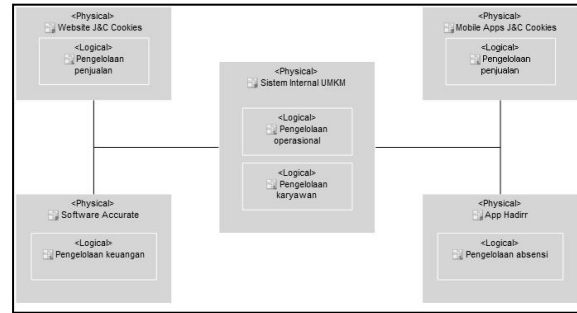 <Physical>
Website J&C Cookies
<Logical>
Pengelolaan
penjualan
<Physical>
Mobile Apps J&C Cookies
<Logical>
Pengelolaan
penjualan
<Physical>
Sistem Internal UMKM
<Logical>
Pengelolaan
operasional
<Logical>
Pengelolaan
karyawan
<Physical>
Software Accurate
<Logical>
Pengelolaan keuangan
<Physical>
App Hadirr
<Logical>
Pengelolaan absensi